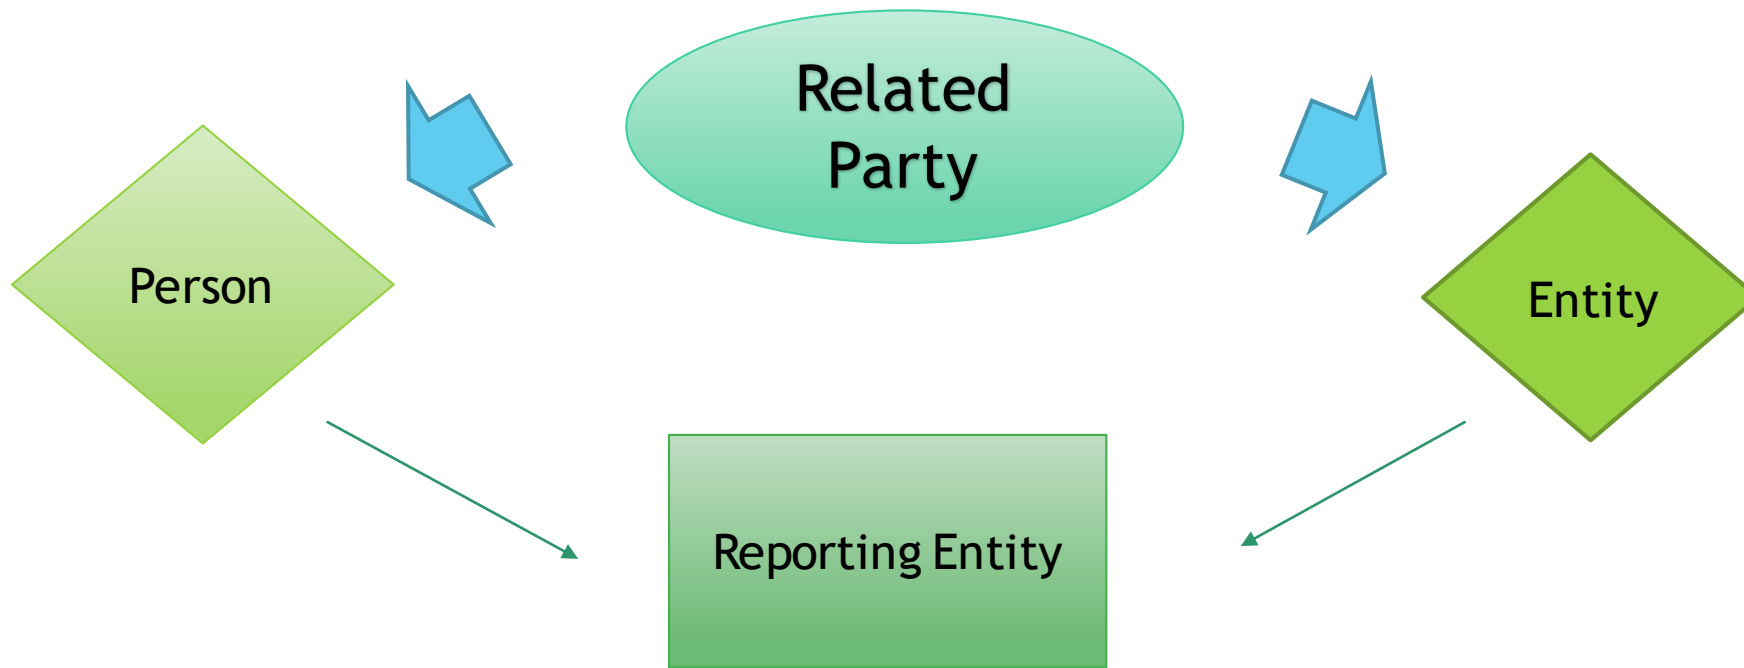 Related
Party
Person
Entity
Reporting Entity